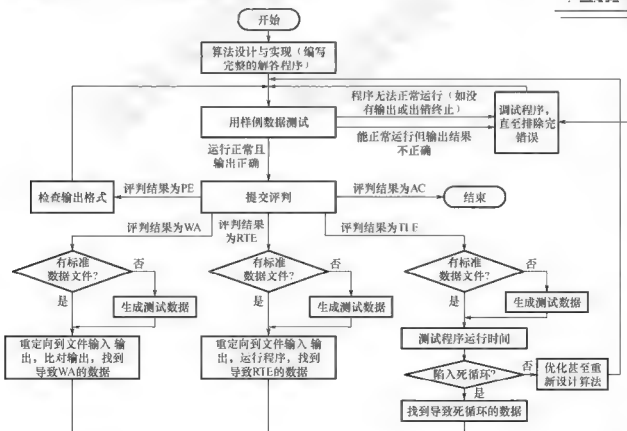 开始
算法设计与实现（编写
完整的解答程序）
程序无法正常运行（如没
有输出或出错终止）
用样例数据测试
调试程序，
直至排除完
错误
能正常运行但输出结果
不正确
运行正常且
输出正确
检查输出格式
评判结果为PE
提交评判
评判结果为AC
结束
评判结果为WA
评判结果
为RTE
评判结果为TLE
有标准
数据文件?
否
是
生成测试数据
有标准
数据文件?
否
是
生成测试数据
有标准
数据文件?
否
是
生成测试数据
重定向到文件输入 输
出，比对输出，找到
导致WA的数据
重定向到文件输入 输
出，运行程序，找到
导致RTE的数据
测试程序运行时间
陷入死循环?
否
是
优化甚至重
新设计算法
找到导致死循环的数据